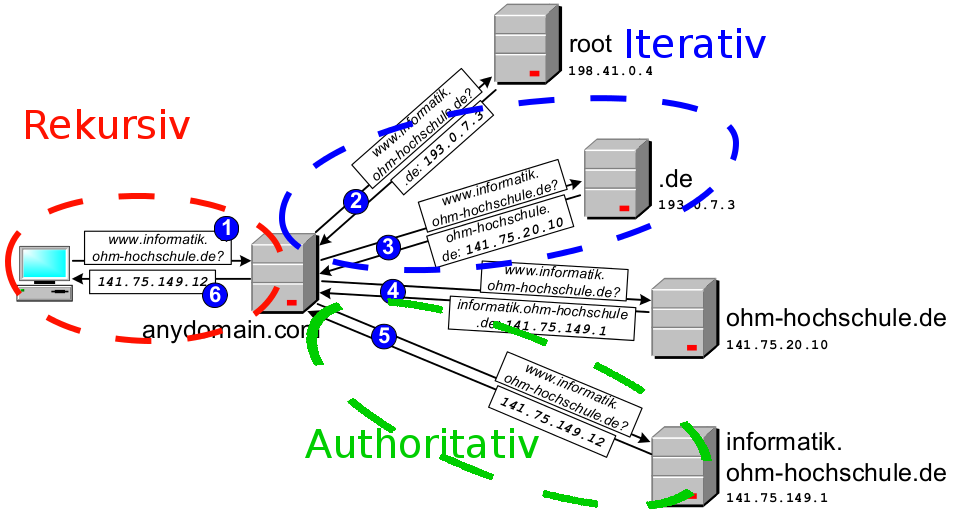 root
198.41.0.4
Iterativ
Rekursiv
www.informatik.
ohm-hochschule.de?
.de: 193.0.7.3
2
.de
193.0.7.3
www.informatik.
ohm-hochschule.de?
ohm-hochschule.
de: 141.75.20.10
3
1
www.informatik.
ohm-hochschule.de?
141.75.149.12
6
anydomain.com
www.informatik.
ohm-hochschule.de?
4
informatik.ohm-hochschule
.de: 141.75.149.1
ohm-hochschule.de
141.75.20.10
5
www.informatik.
ohm-hochschule.de?
141.75.149.12
Authoritativ
informatik.
ohm-hochschule.de
141.75.149.1